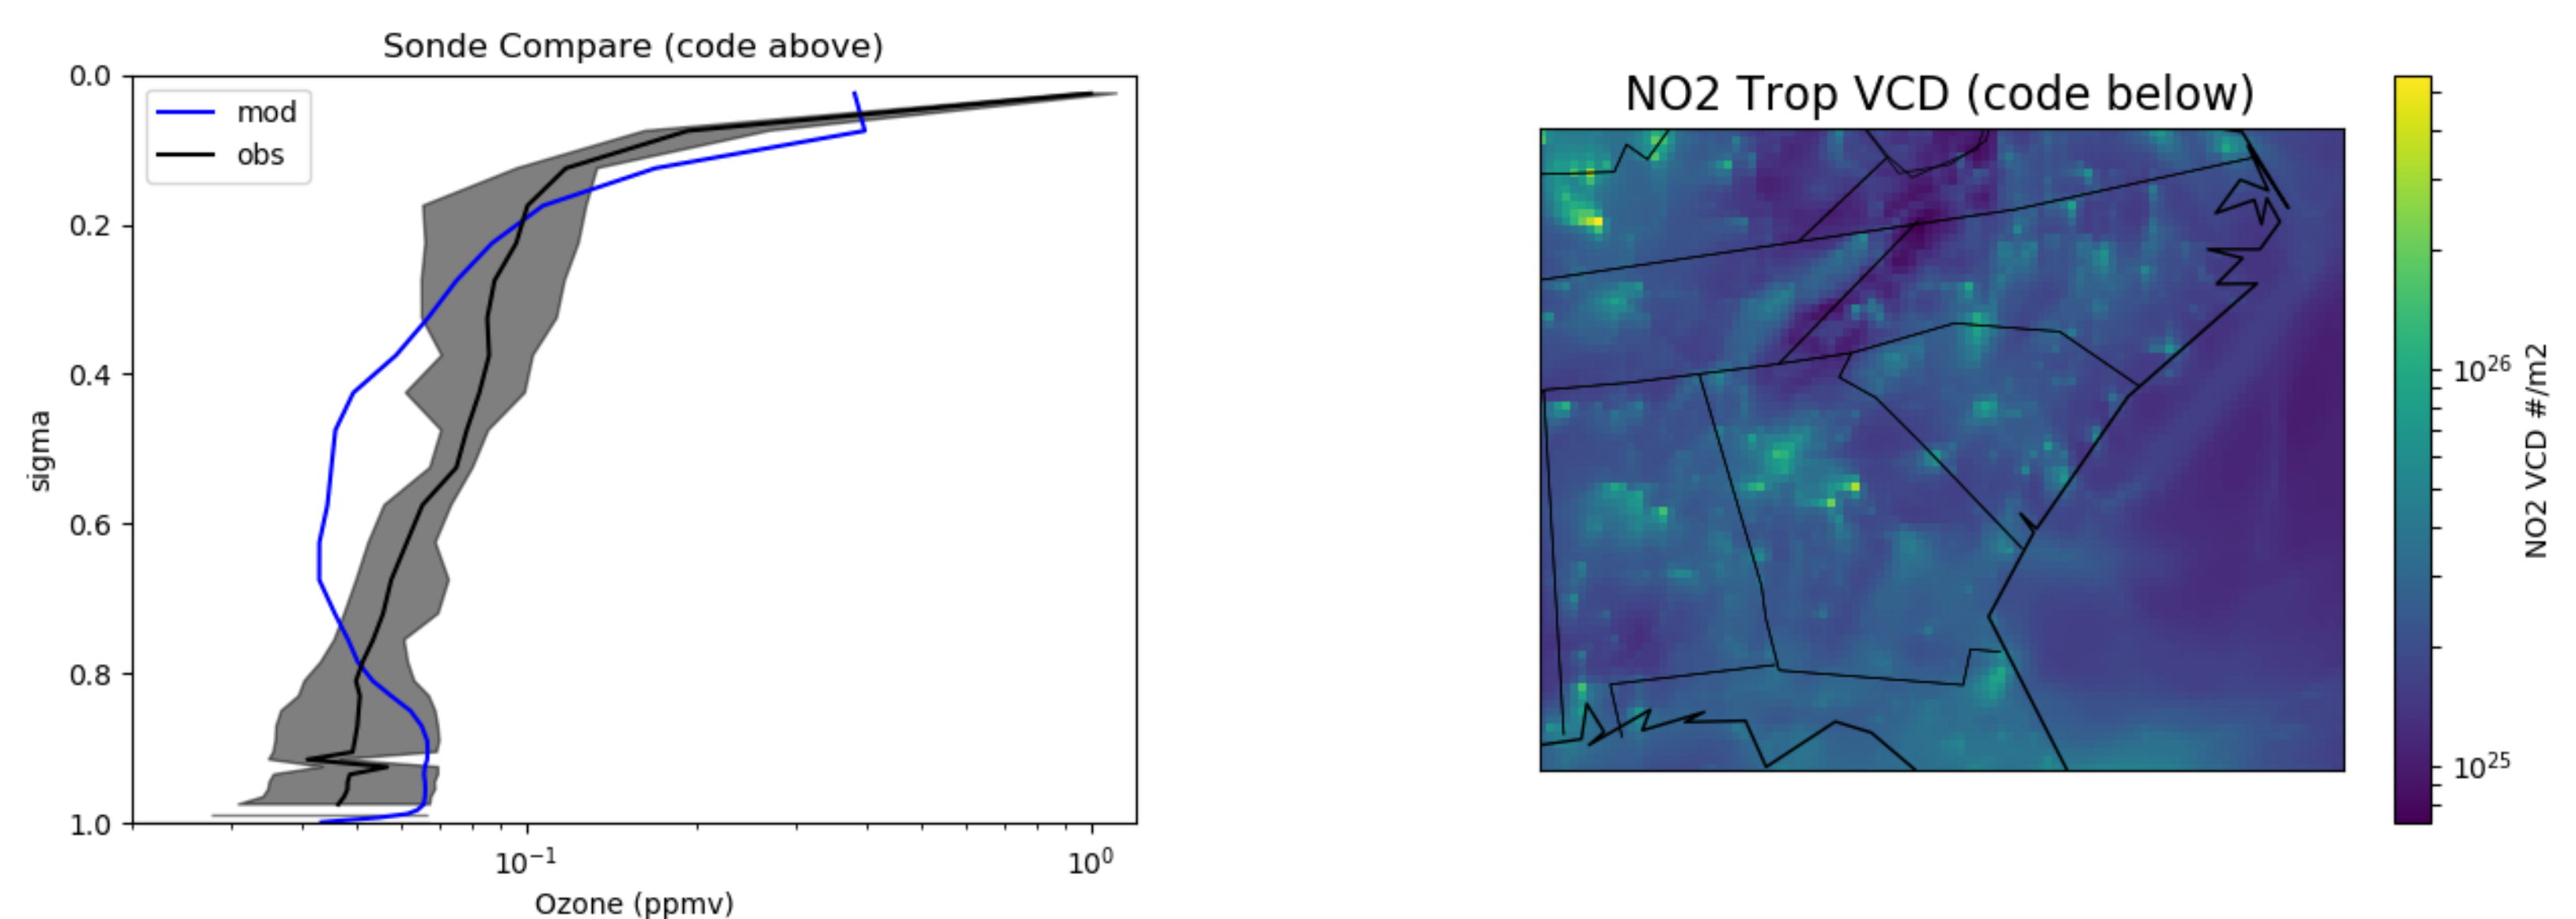 Sonde Compare (code above)
0.0
0.2
0.4
0.6
0.8
1.0
sigma
mod
obs
10⁻¹
10⁰
Ozone (ppmv)
NO2 Trop VCD (code below)
10²⁶
10²⁵
NO2 VCD #/m2